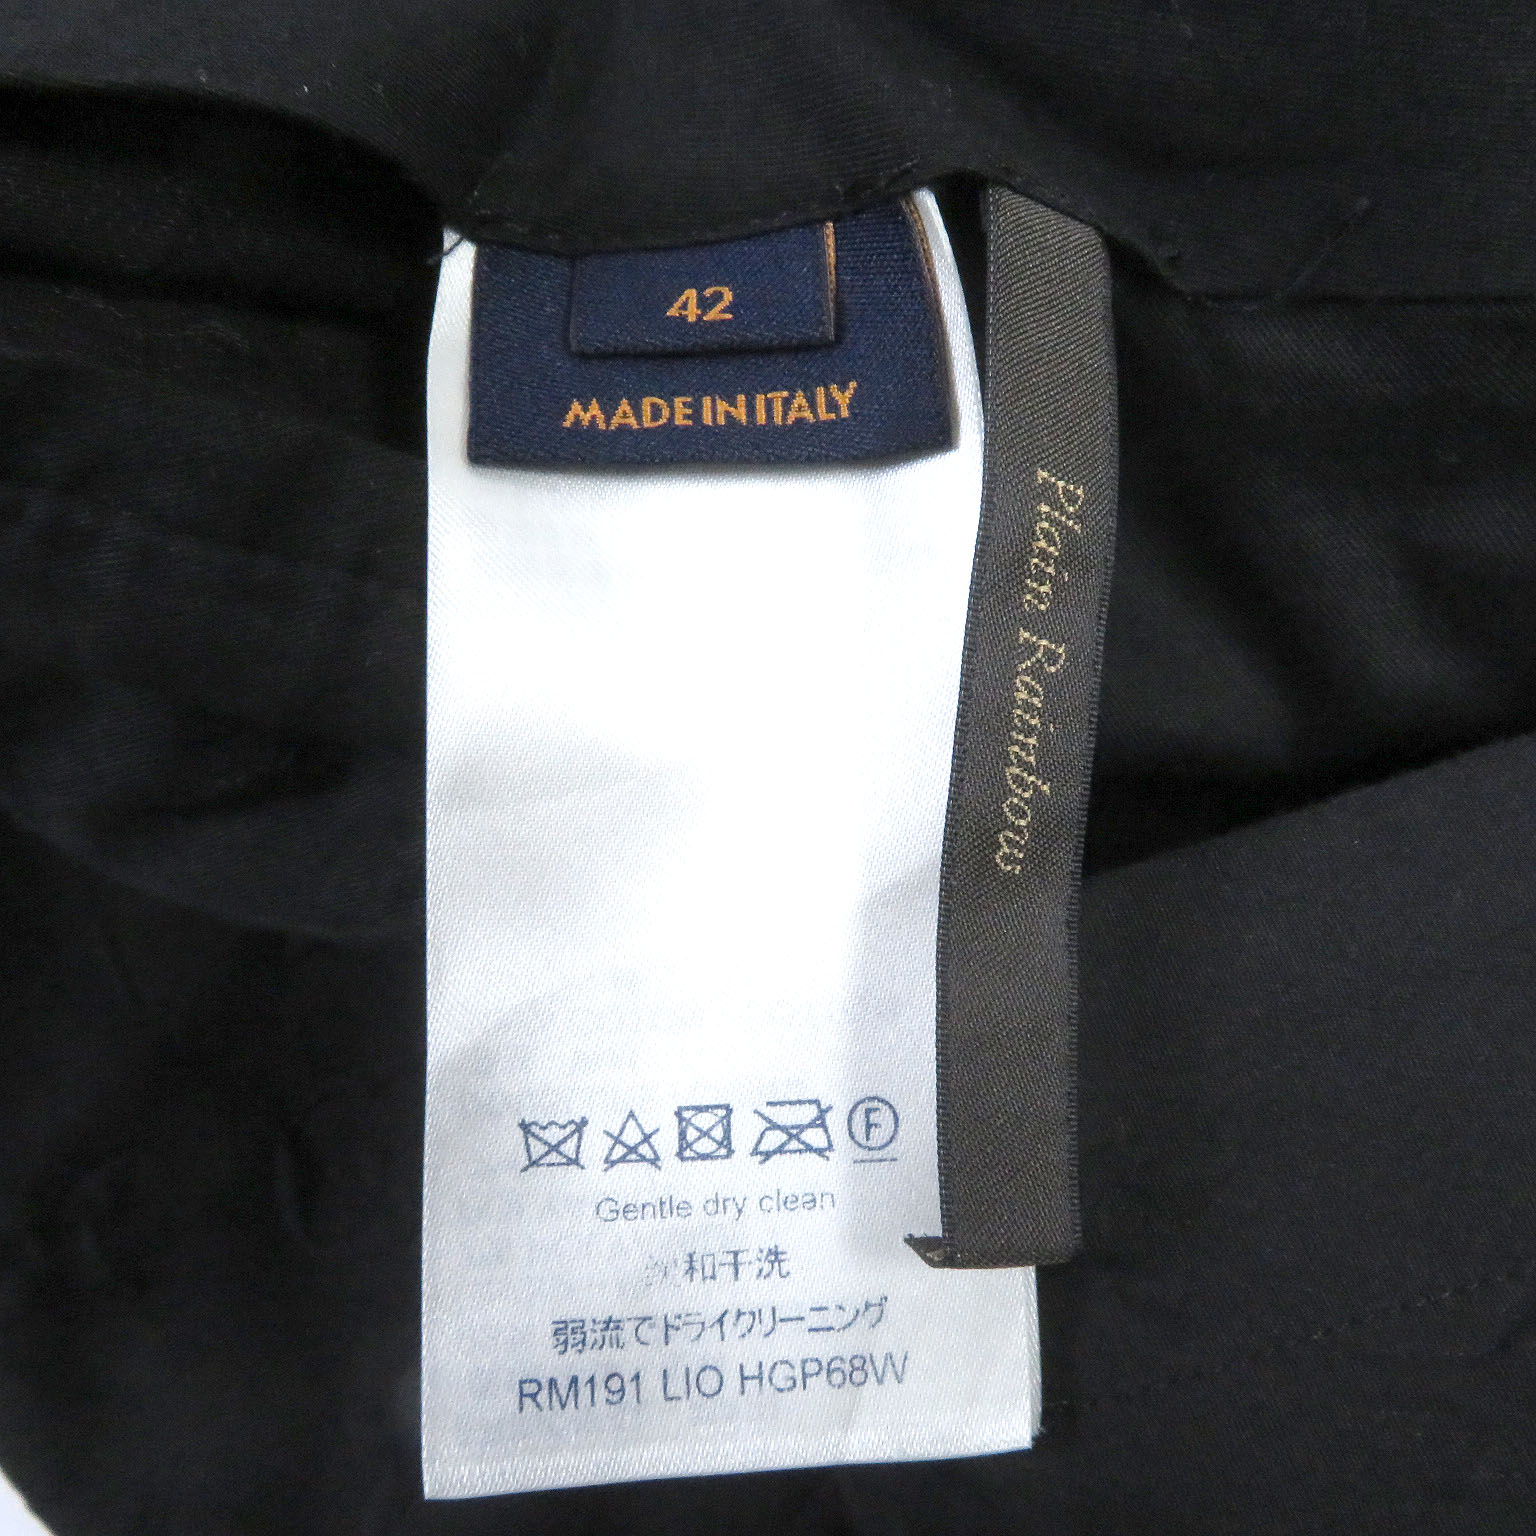 42
MADE IN ITALY
Plain Rainbow
F
Gentle dry clean
和干洗
弱流でドライクリーニング
RM191 LIO HGP68W